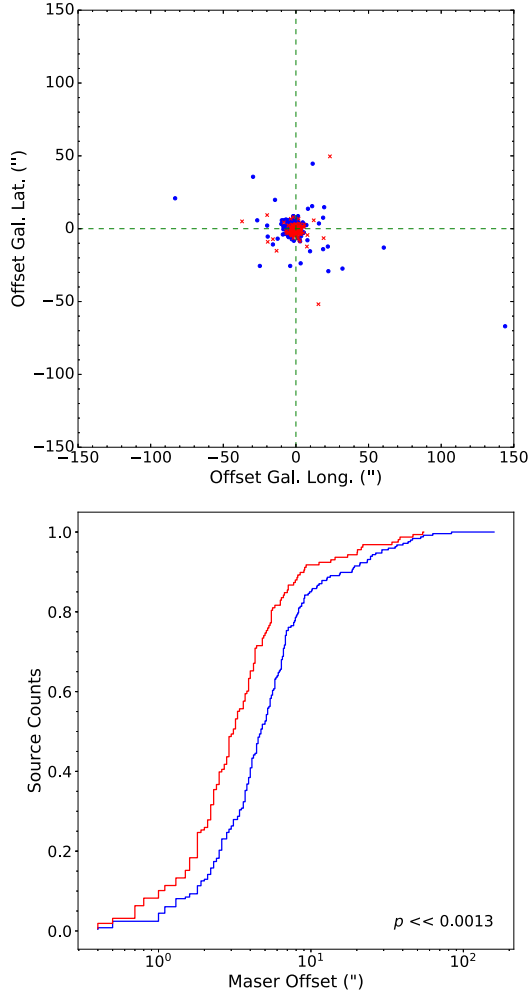 150
100
50
0
−50
−100
−150
Offset Gal. Lat. (")
−150 −100 −50 0 50 100 150
Offset Gal. Long. (")
1.0
0.8
0.6
0.4
0.2
0.0
Source Counts
p << 0.0013
10⁰ 10¹ 10²
Maser Offset (")